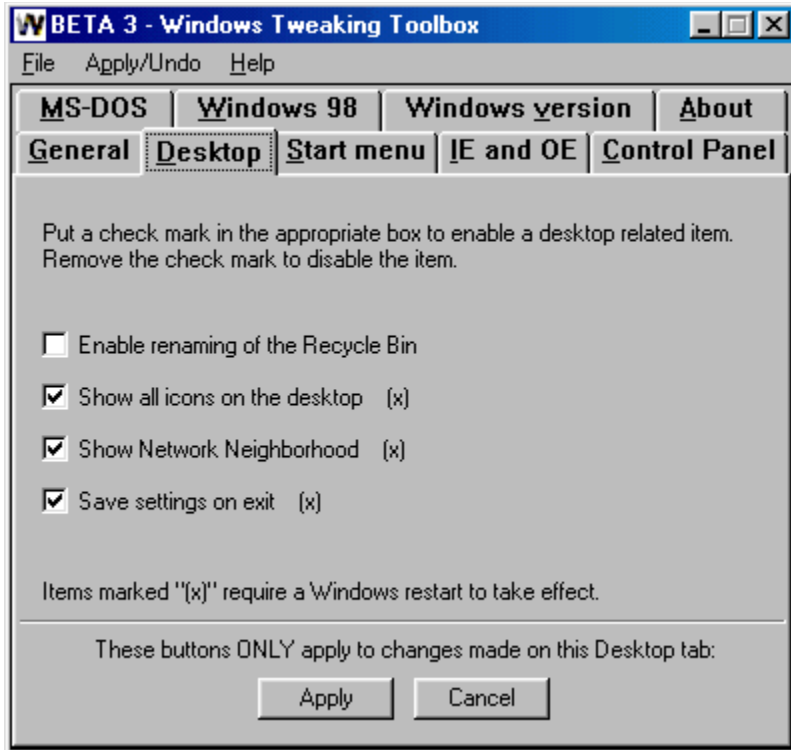 BETA 3 - Windows Tweaking Toolbox
File Apply/Undo Help
MS-DOS Windows 98 Windows version About
General Desktop Start menu IE and OE Control Panel
Put a check mark in the appropriate box to enable a desktop related item.
Remove the check mark to disable the item.
Enable renaming of the Recycle Bin
Show all icons on the desktop (x)
Show Network Neighborhood (x)
Save settings on exit (x)
Items marked "(x)" require a Windows restart to take effect.
These buttons ONLY apply to changes made on this Desktop tab:
Apply Cancel